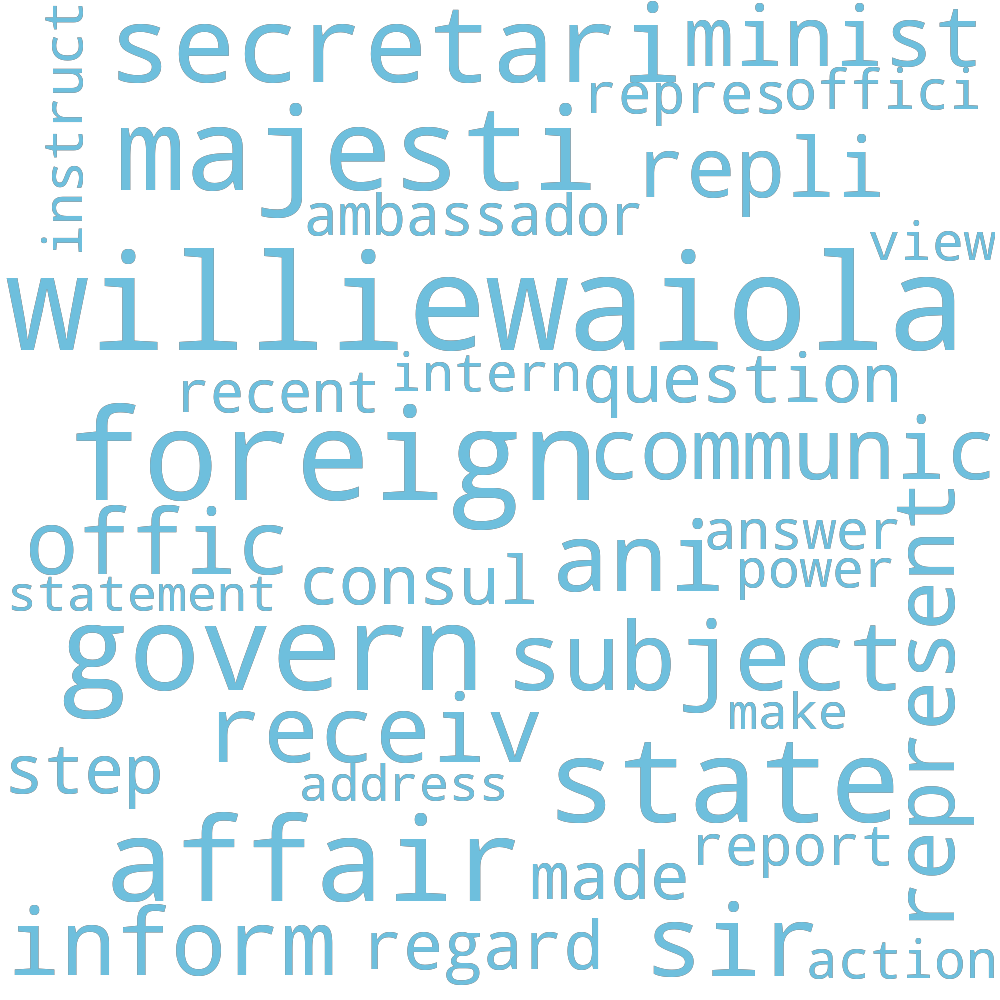 instruct
secretari
minist
represoffici
majesti
repli
ambassador
view
williewaiola
recent
intern
question
foreign
communic
offic
ani
answer
power
statement
consul
represent
govern
subject
receiv
make
step
address
state
affair
made
report
inform
regard
sir
action